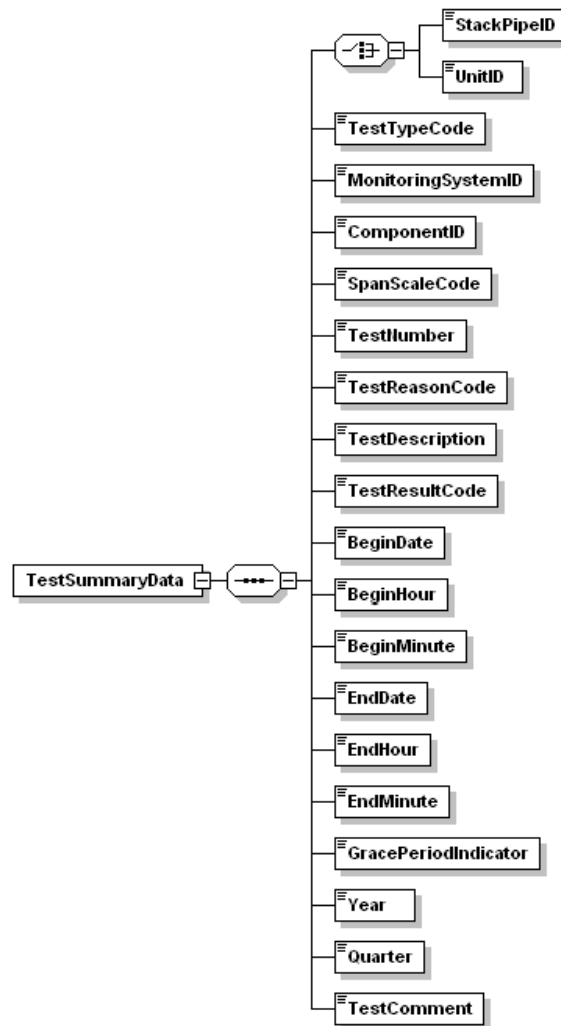 StackPipeID
UnitID
TestTypeCode
MonitoringSystemID
ComponentID
SpanScaleCode
TestNumber
TestReasonCode
TestDescription
TestResultCode
BeginDate
TestSummaryData
BeginHour
BeginMinute
EndDate
EndHour
EndMinute
GracePeriodIndicator
Year
Quarter
TestComment